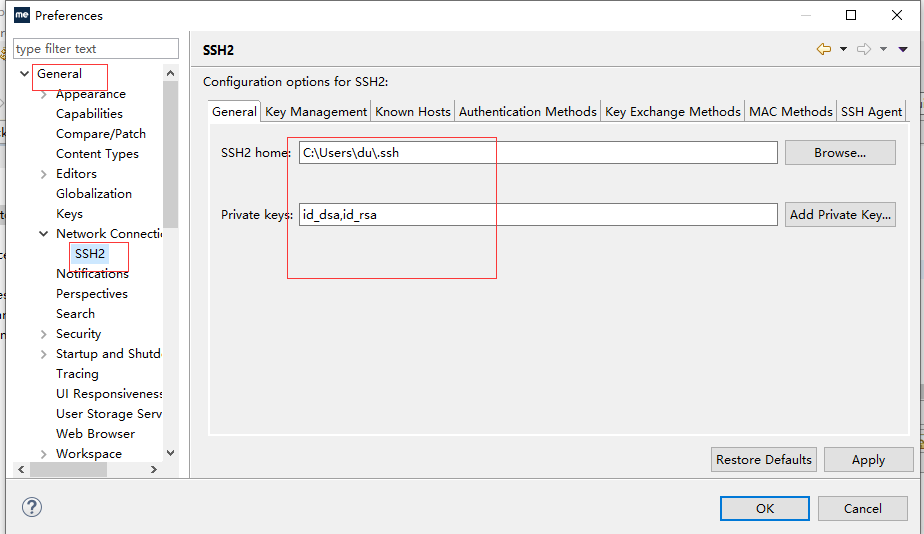 me Preferences
type filter text
General
Appearance
Capabilities
Compare/Patch
Content Types
Editors
Globalization
Keys
Network Connecti
SSH2
Notifications
Perspectives
Search
Security
Startup and Shutd
Tracing
UI Responsiveness
User Storage Serv
Web Browser
Workspace
SSH2
Configuration options for SSH2:
General Key Management Known Hosts Authentication Methods Key Exchange Methods MAC Methods SSH Agent
SSH2 home: C:\Users\du\.ssh Browse...
Private keys: id_dsa,id_rsa Add Private Key...
Restore Defaults Apply
? OK Cancel